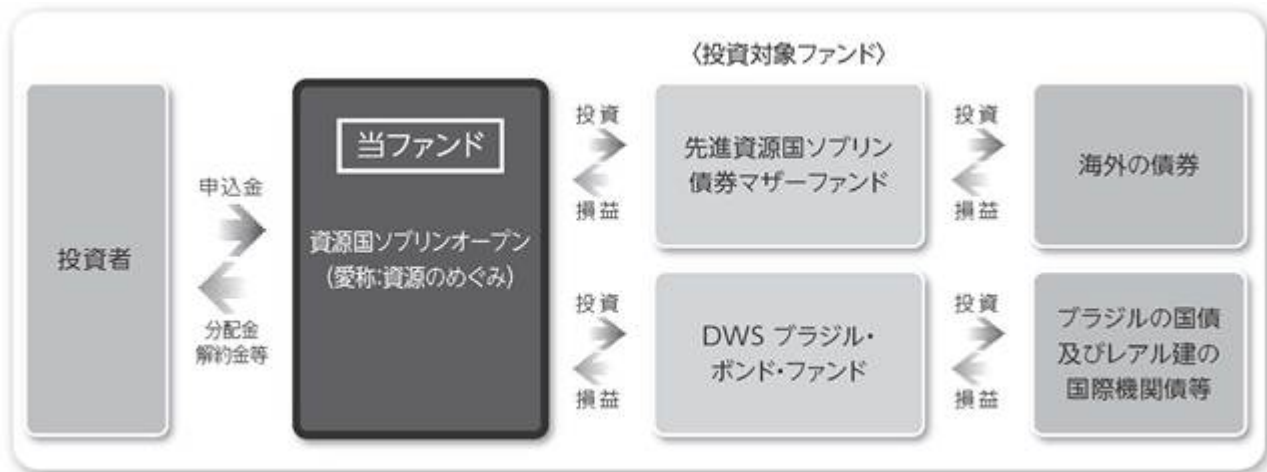 〈投資対象ファンド〉
投資者
申込金
分配金
解約金等
当ファンド
資源国ソブリンオープン
(愛称:資源のめぐみ)
投資
損益
先進資源国ソブリン
債券マザーファンド
投資
損益
海外の債券
投資
損益
DWS ブラジル・
ボンド・ファンド
投資
損益
ブラジルの国債
及びレアル建の
国際機関債等